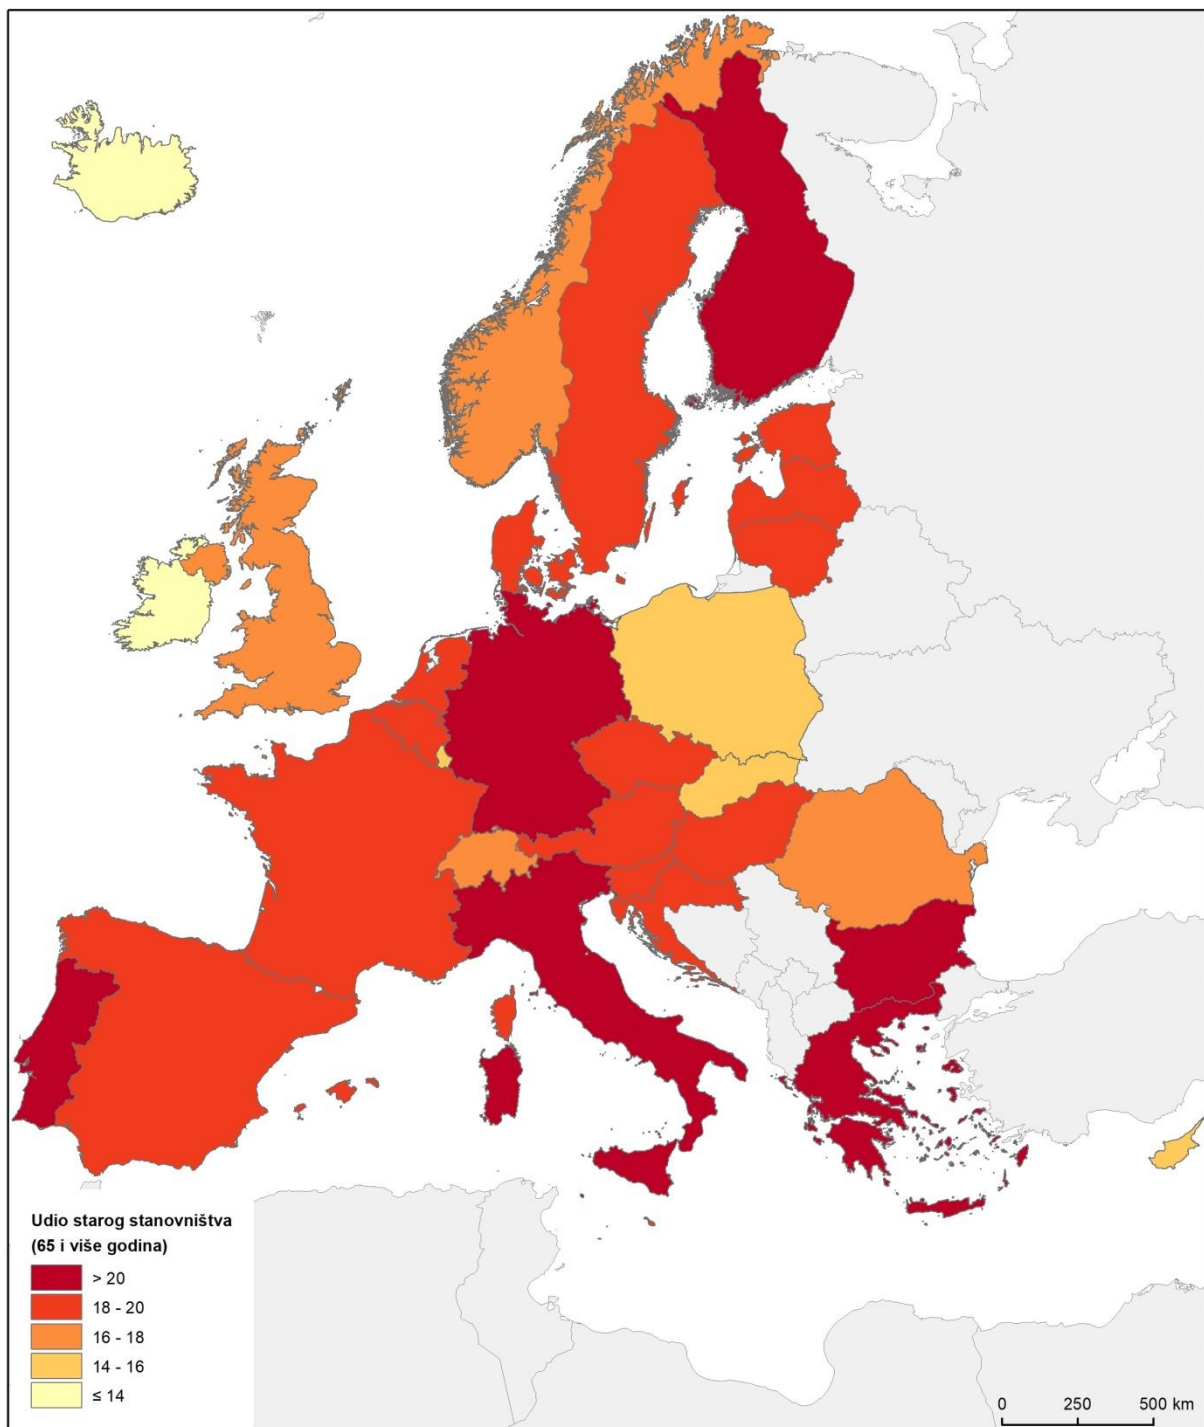 Udio starog stanovništva
(65 i više godina)
> 20
18 - 20
16 - 18
14 - 16
≤ 14
0 250 500 km